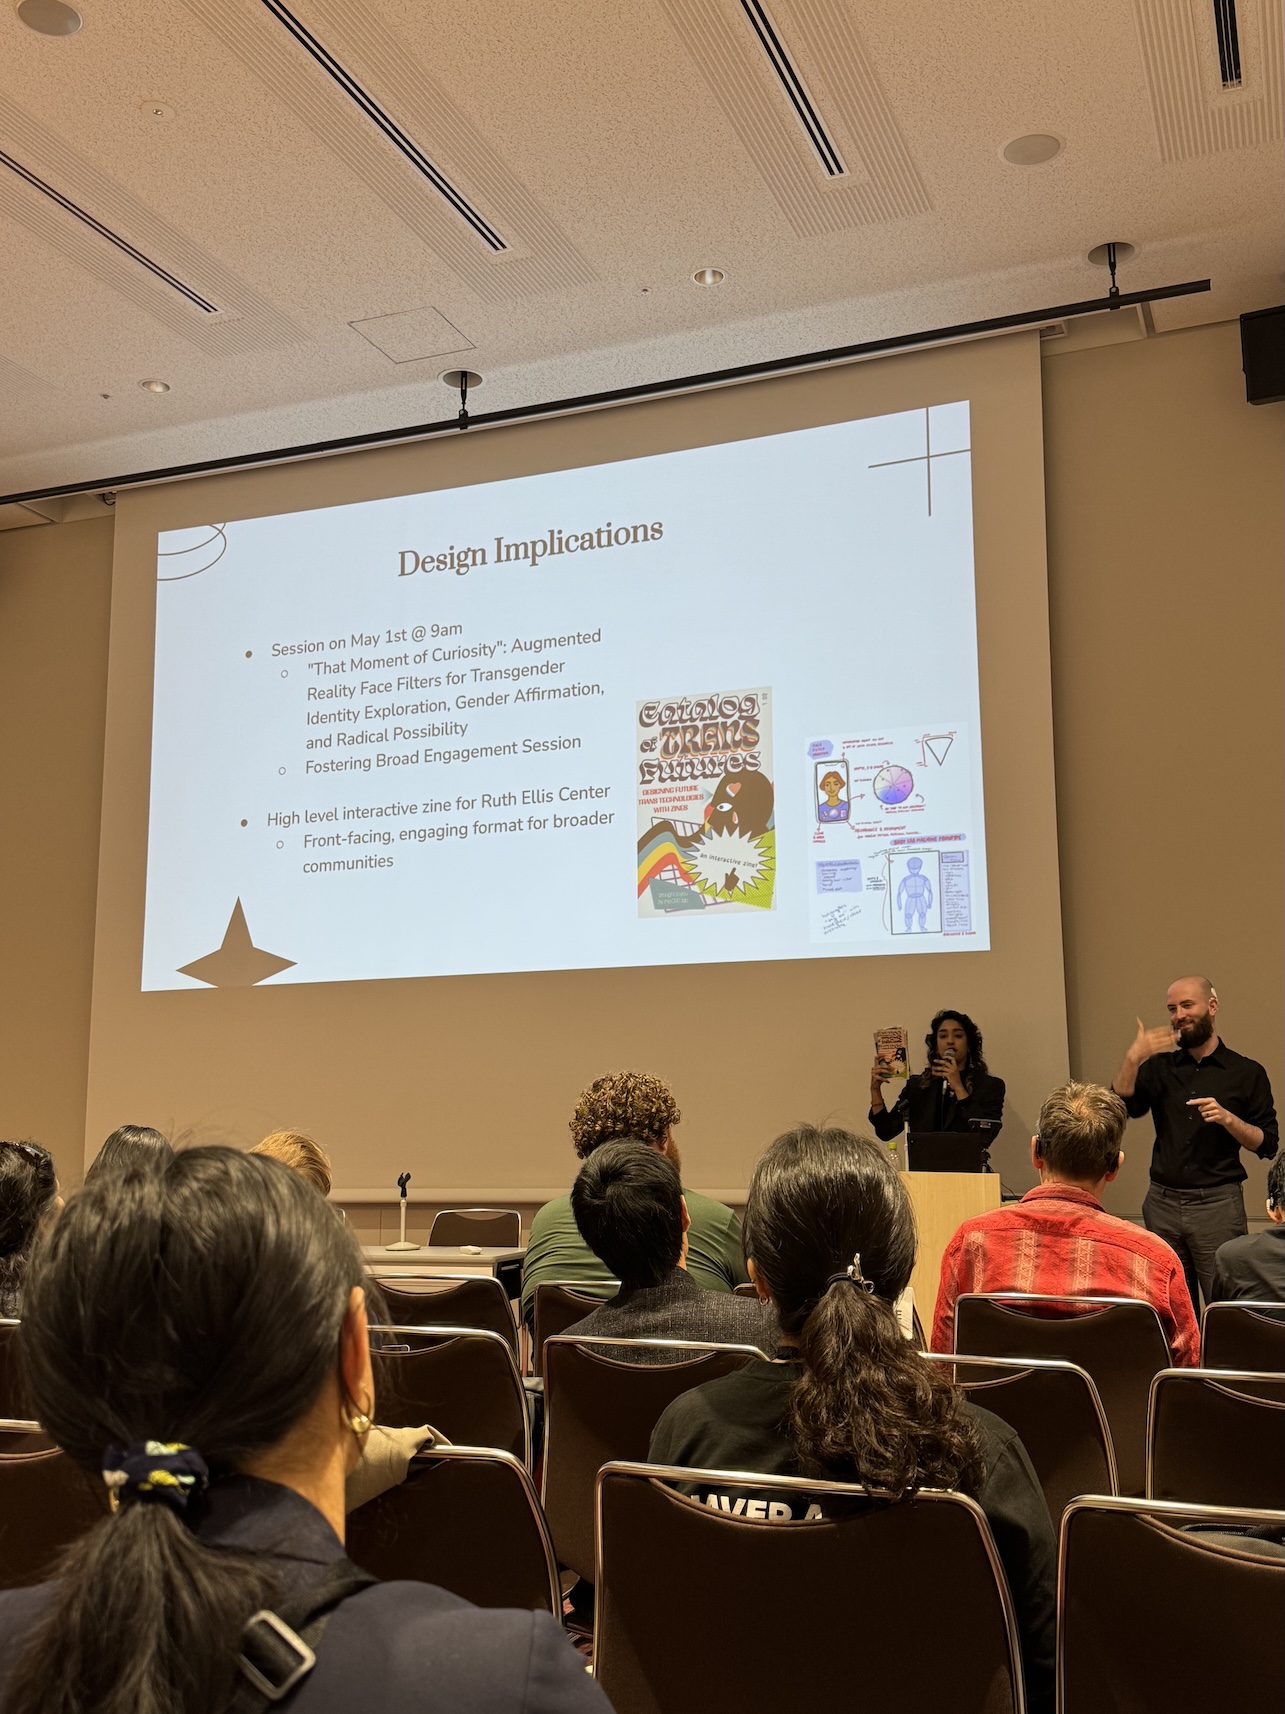 Design Implications
Session on May 1st @ 9am
"That Moment of Curiosity": Augmented
Reality Face Filters for Transgender
Identity Exploration, Gender Affirmation,
and Radical Possibility
Fostering Broad Engagement Session
High level interactive zine for Ruth Ellis Center
Front-facing, engaging format for broader
communities
Catalog
of TRANS
Futures
DESIGNING FUTURE
TRANS TECHNOLOGIES
WITH ZINES
an interactive zine!